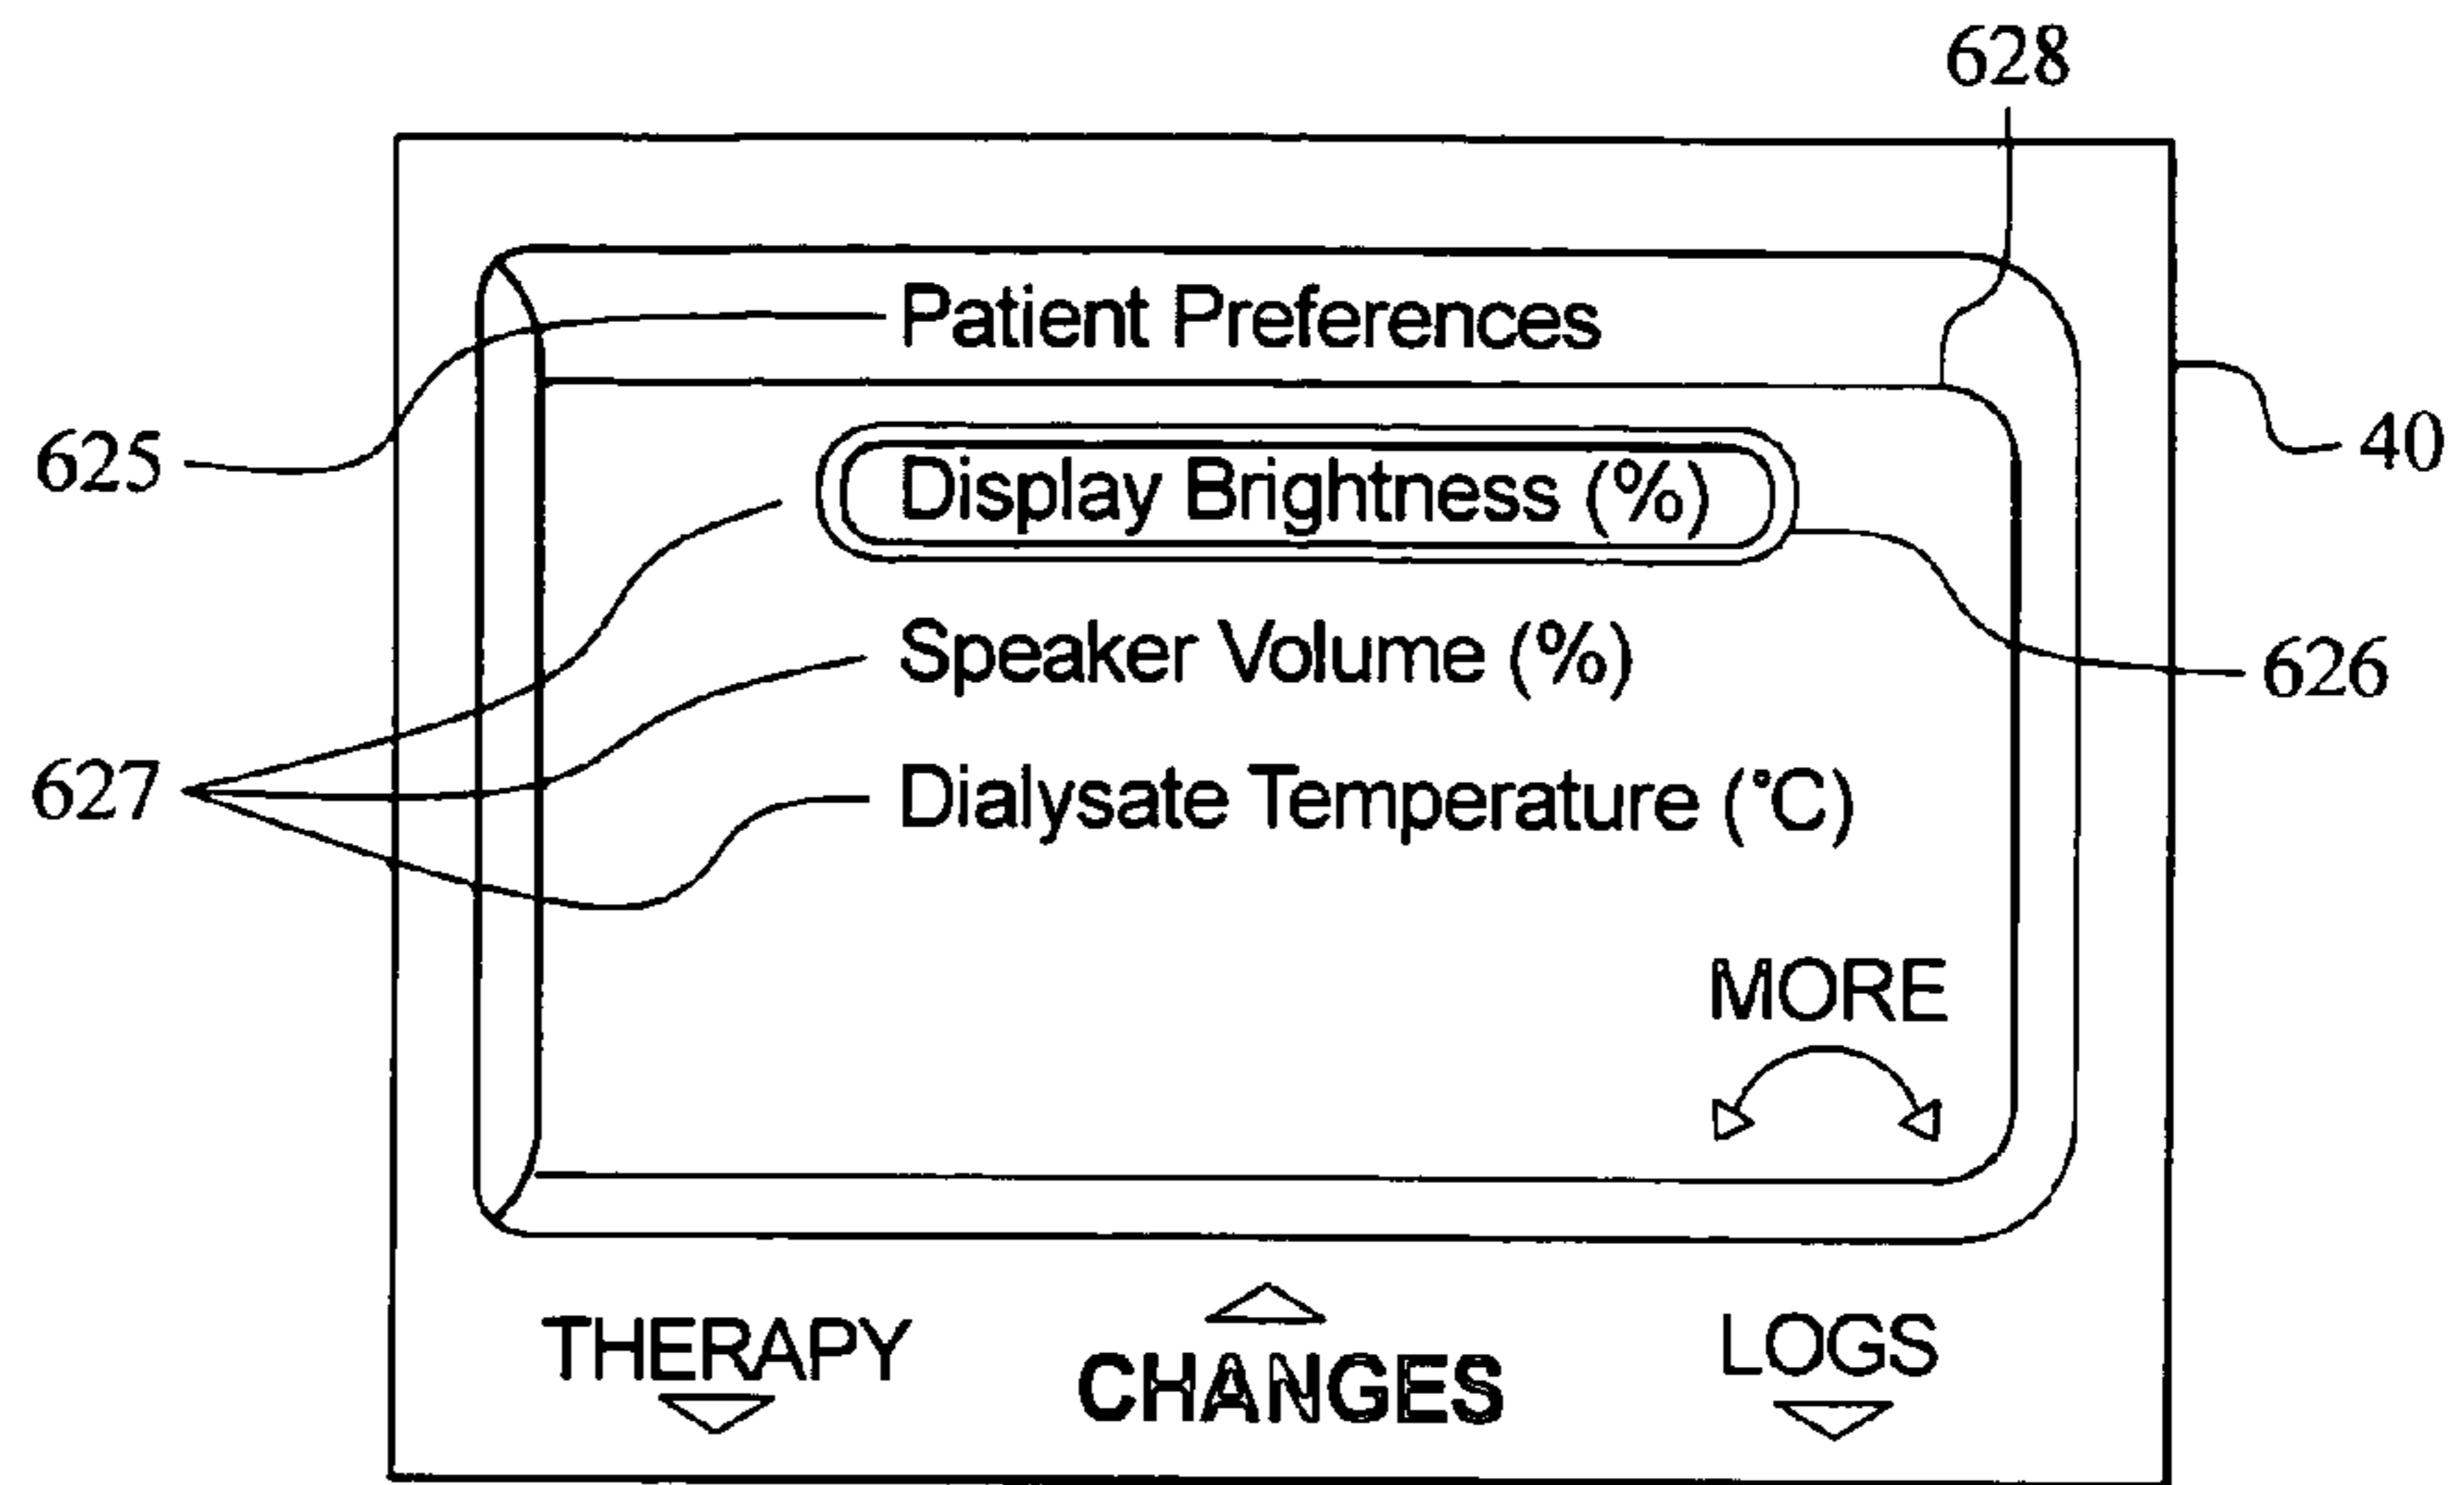 628
Patient Preferences
40
625
Display Brightness (%)
Speaker Volume (%)
626
627
Dialysate Temperature (°C)
MORE
THERAPY
CHANGES
LOGS